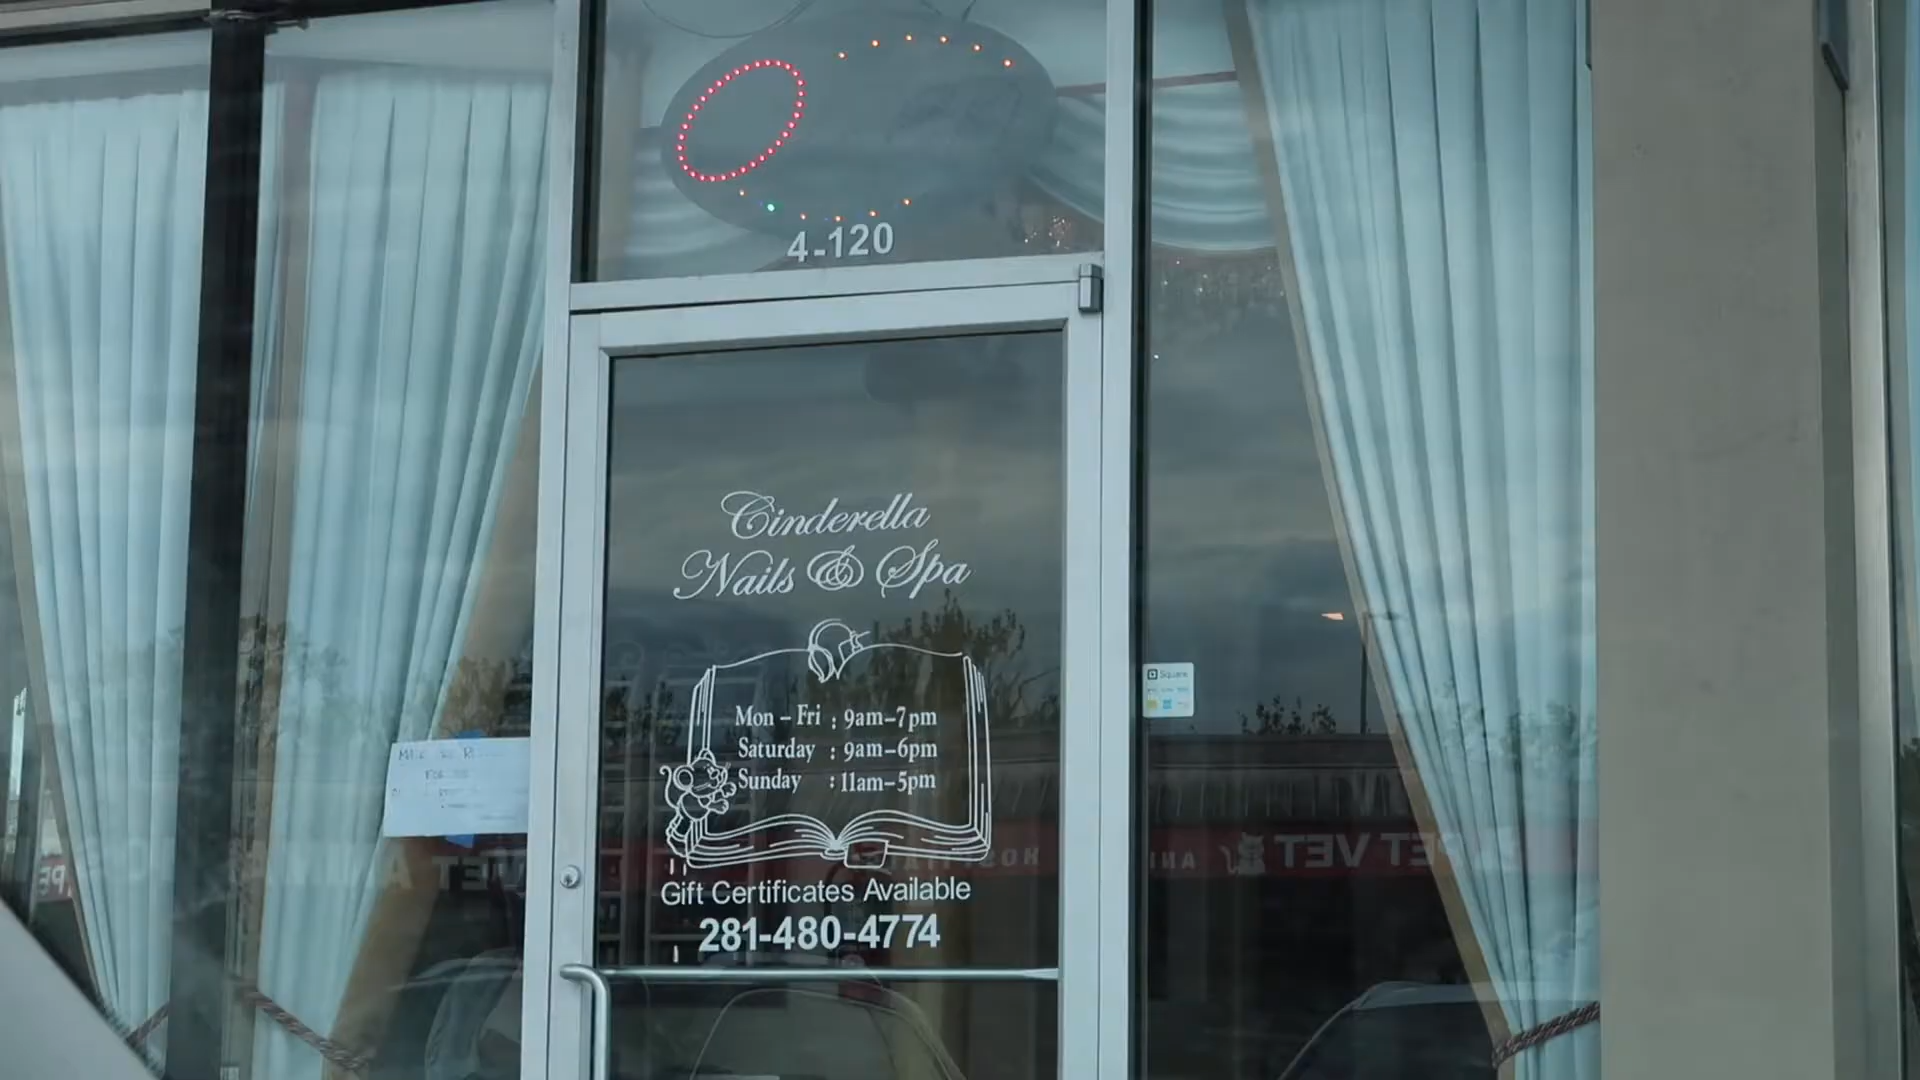 4-120
Cinderella
Nails & Spa
Mon – Fri : 9am–7pm
Saturday : 9am–6pm
Sunday : 11am–5pm
Gift Certificates Available
281-480-4774
Square
PET VET